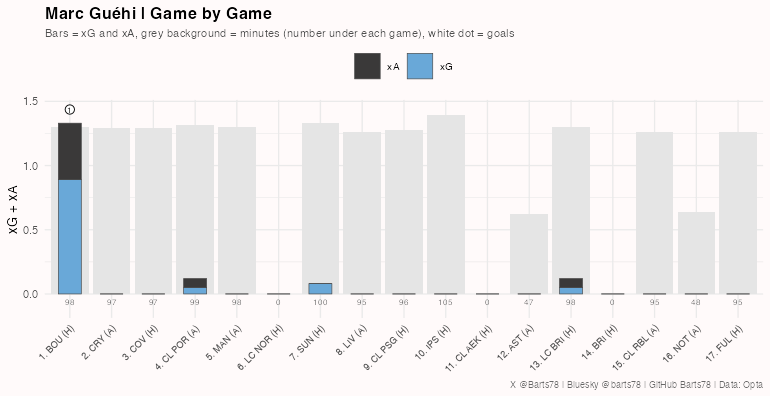 Marc Guéhi | Game by Game
Bars = xG and xA, grey background = minutes (number under each game), white dot = goals
xA xG
xG + xA
1.5
1.0
0.5
0.0
1
98 97 97 99 98 0 100 95 96 105 0 47 98 0 95 48 95
1. BOU (H)
2. CRY (A)
3. COV (H)
4. CL POR (A)
5. MAN (A)
6. LC NOR (H)
7. SUN (H)
8. LIV (A)
9. CL PSG (H)
10. IPS (H)
11. CL AEK (H)
12. AST (A)
13. LC BRI (H)
14. BRI (H)
15. CL RBL (A)
16. NOT (A)
17. FUL (H)
X @Barts78 | Bluesky @barts78 | GitHub Barts78 | Data: Opta